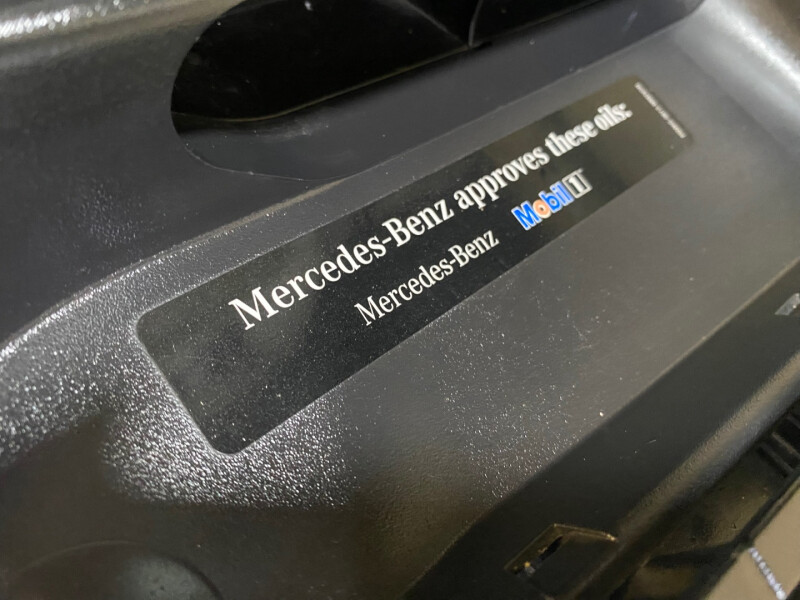 Mercedes-Benz approves these oils:
Mercedes-Benz Mobil 1